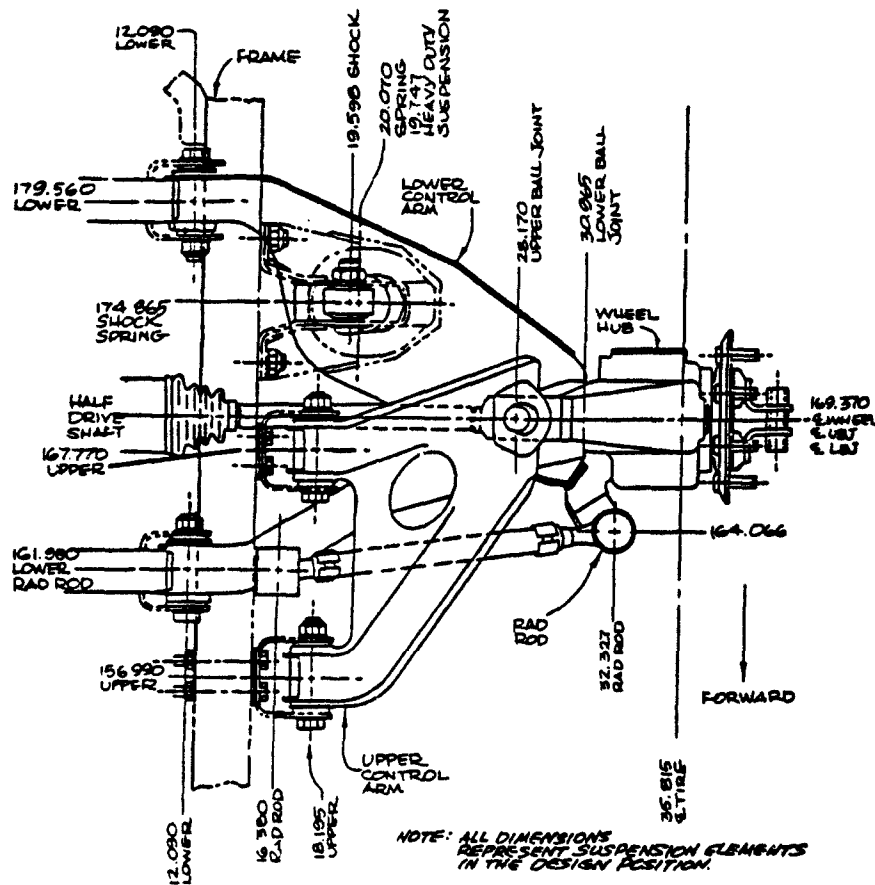 12.090
LOWER
FRAME
19.598 SHOCK
20.070
SPRING
19.747
HEAVY DUTY
SUSPENSION
28.170
UPPER BALL JOINT
30.865
LOWER BALL
JOINT
179.560
LOWER
LOWER
CONTROL
ARM
174.865
SHOCK
SPRING
WHEEL
HUB
HALF
DRIVE
SHAFT
169.370
℄ WHEEL
℄ UBJ
℄ LBJ
167.770
UPPER
164.066
161.980
LOWER
RAD ROD
RAD
ROD
32.327
RAD ROD
156.990
UPPER
FORWARD
UPPER
CONTROL
ARM
35.815
℄ TIRE
12.090
LOWER
16.380
RAD ROD
18.195
UPPER
NOTE: ALL DIMENSIONS
REPRESENT SUSPENSION ELEMENTS
IN THE DESIGN POSITION.